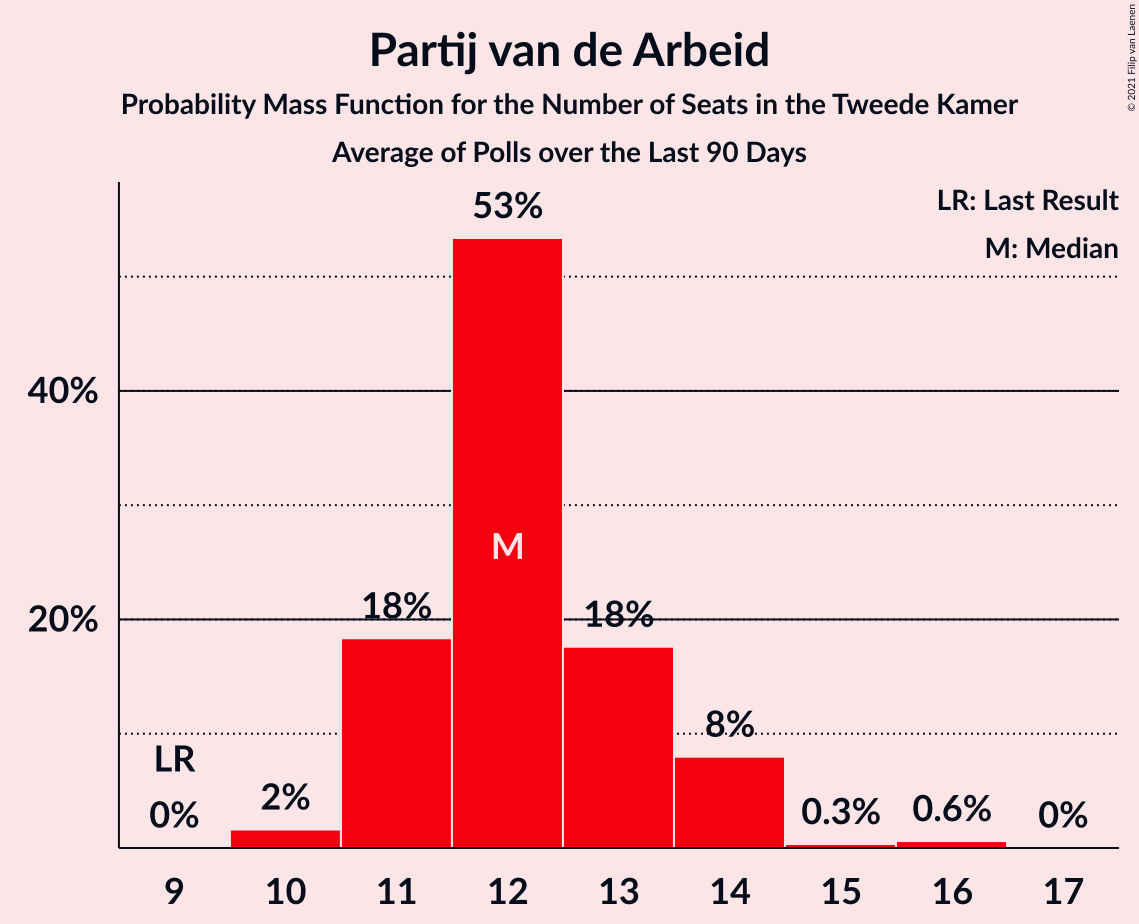 Partij van de Arbeid
Probability Mass Function for the Number of Seats in the Tweede Kamer
Average of Polls over the Last 90 Days
© 2021 Filip van Laenen
LR: Last Result
M: Median
53%
40%
M
18%
18%
20%
8%
LR
0%
2%
0.3%
0.6%
0%
9 10 11 12 13 14 15 16 17